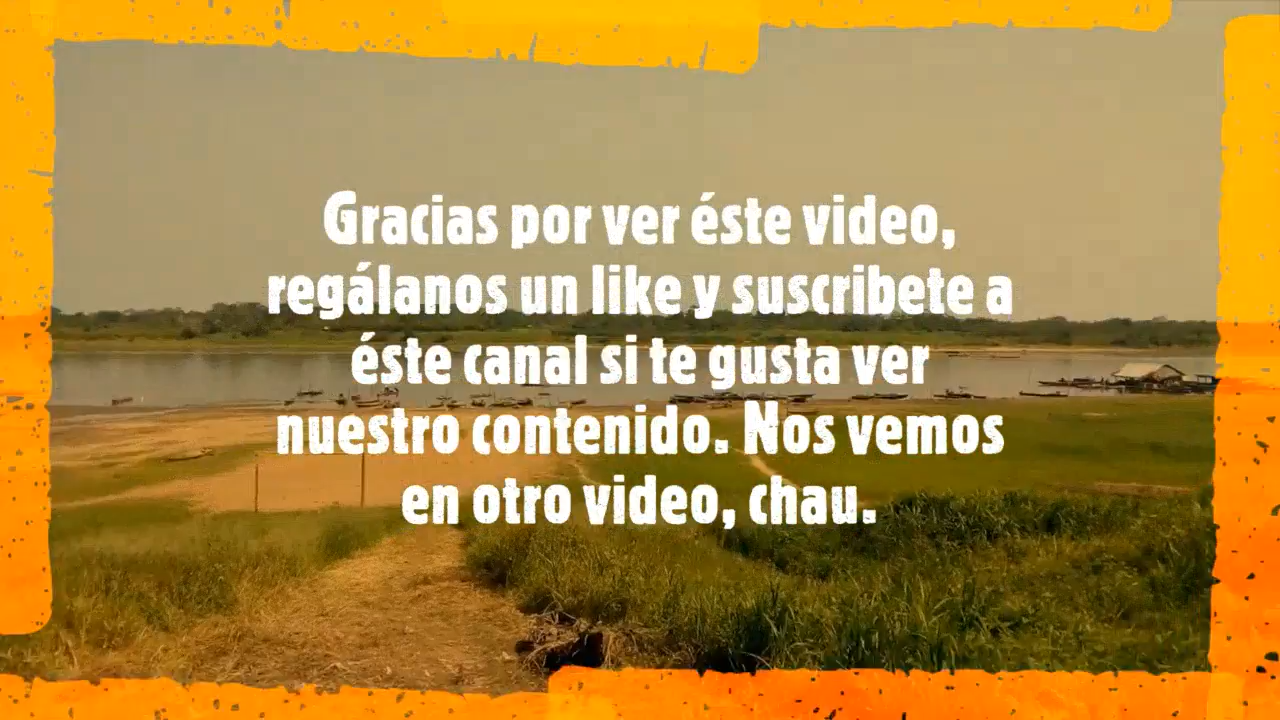 Gracias por ver éste video,
regálanos un like y suscribete a
éste canal si te gusta ver
nuestro contenido. Nos vemos
en otro video, chau.